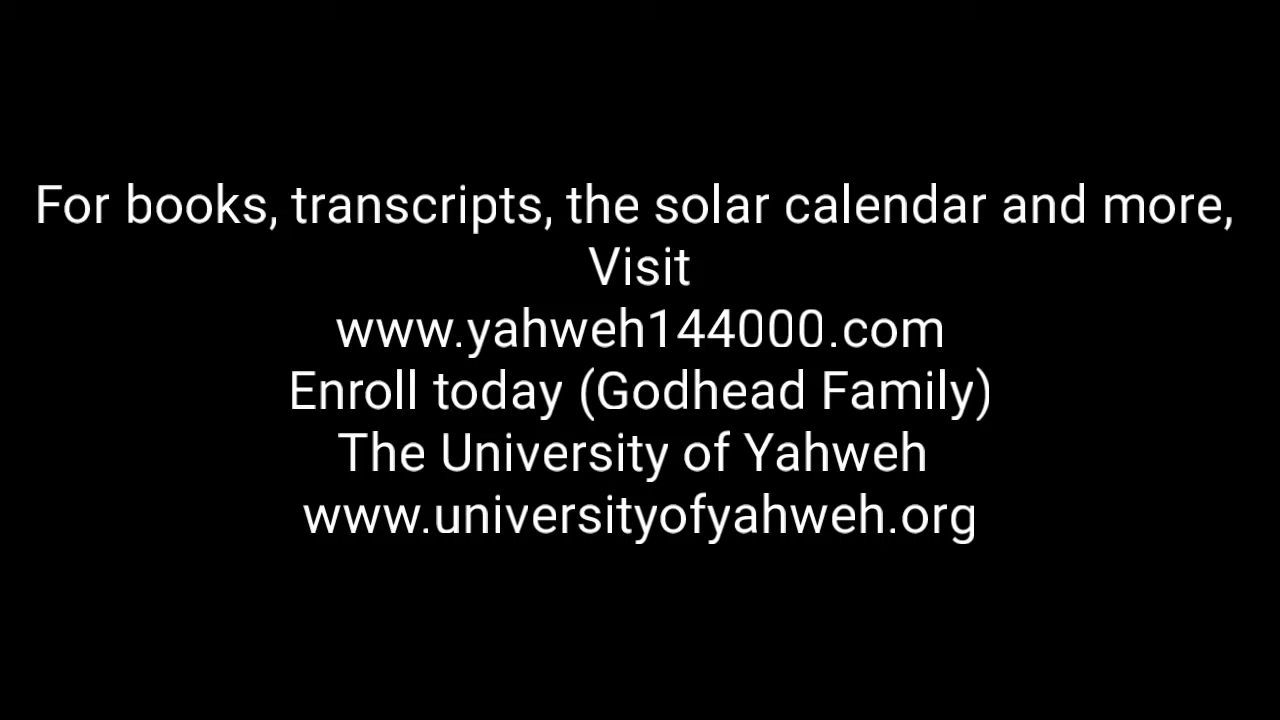 For books, transcripts, the solar calendar and more,
Visit
www.yahweh144000.com
Enroll today (Godhead Family)
The University of Yahweh
www.universityofyahweh.org